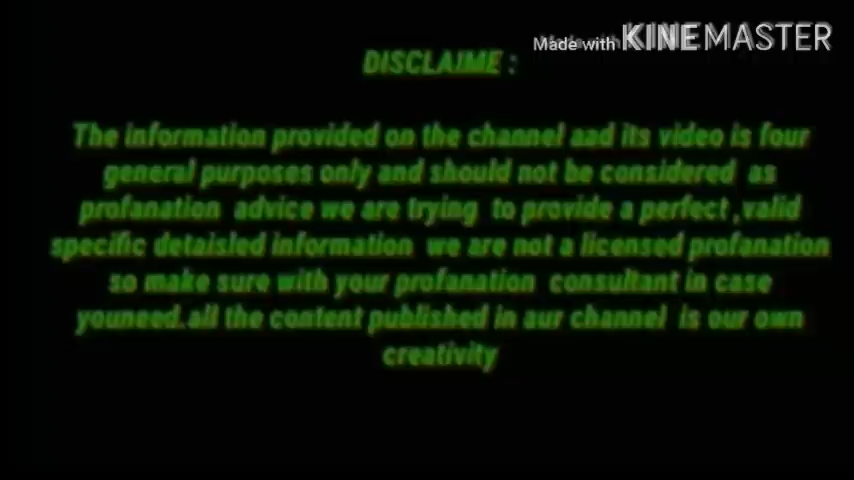 Made with KINEMASTER
DISCLAIME :
The information provided on the channel aad its video is four
general purposes only and should not be considered as
profanation advice we are trying to provide a perfect ,valid
specific detaisled information we are not a licensed profanation
so make sure with your profanation consultant in case
youneed.all the content published in aur channel is our own
creativity